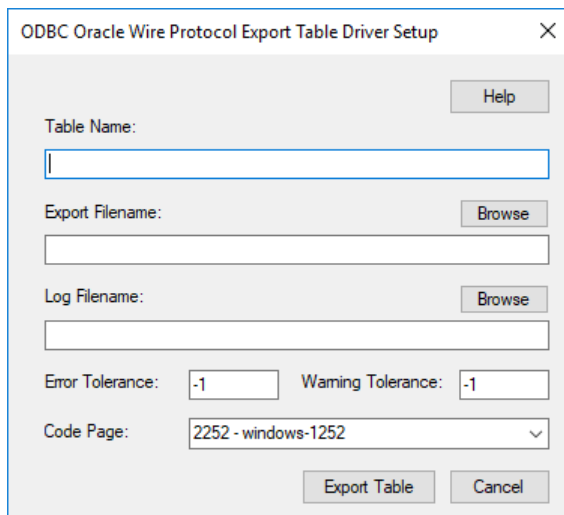 ODBC Oracle Wire Protocol Export Table Driver Setup
Help
Table Name:
Export Filename:
Browse
Log Filename:
Browse
Error Tolerance: -1 Warning Tolerance: -1
Code Page: 2252 - windows-1252
Export Table Cancel